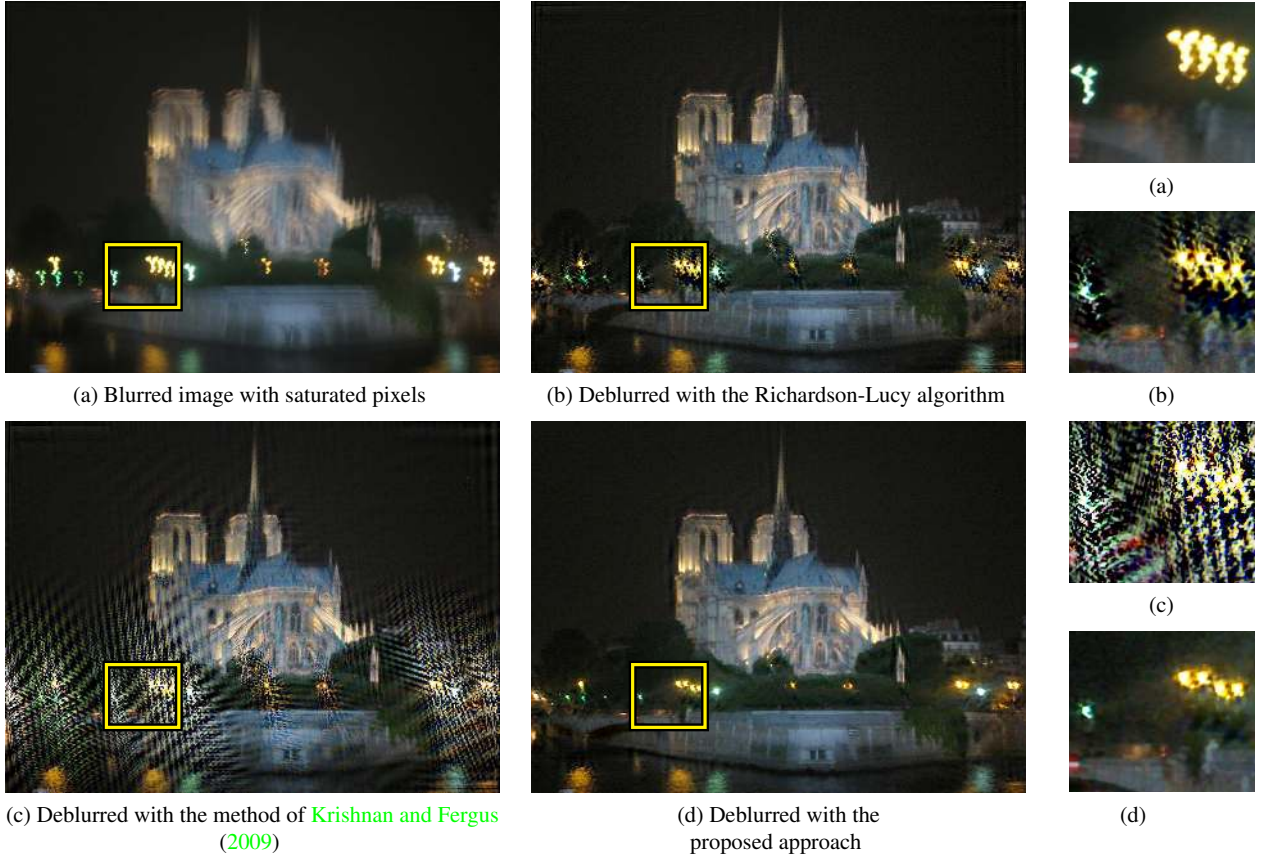 (a) Blurred image with saturated pixels
(b) Deblurred with the Richardson-Lucy algorithm
(a)
(b)
(c) Deblurred with the method of Krishnan and Fergus
(2009)
(d) Deblurred with the
proposed approach
(c)
(d)